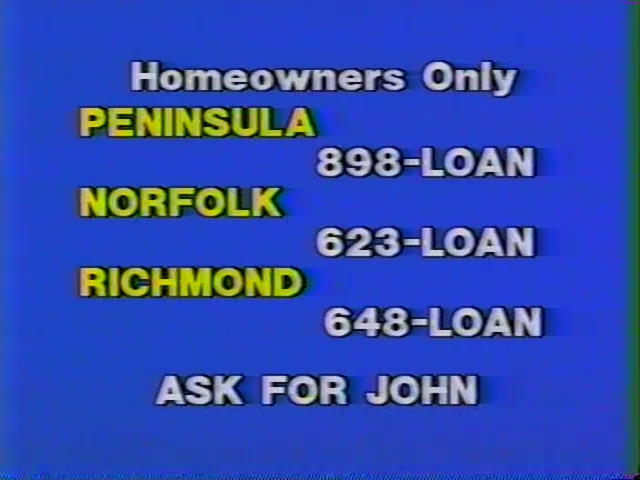 Homeowners Only
PENINSULA
898-LOAN
NORFOLK
623-LOAN
RICHMOND
648-LOAN
ASK FOR JOHN